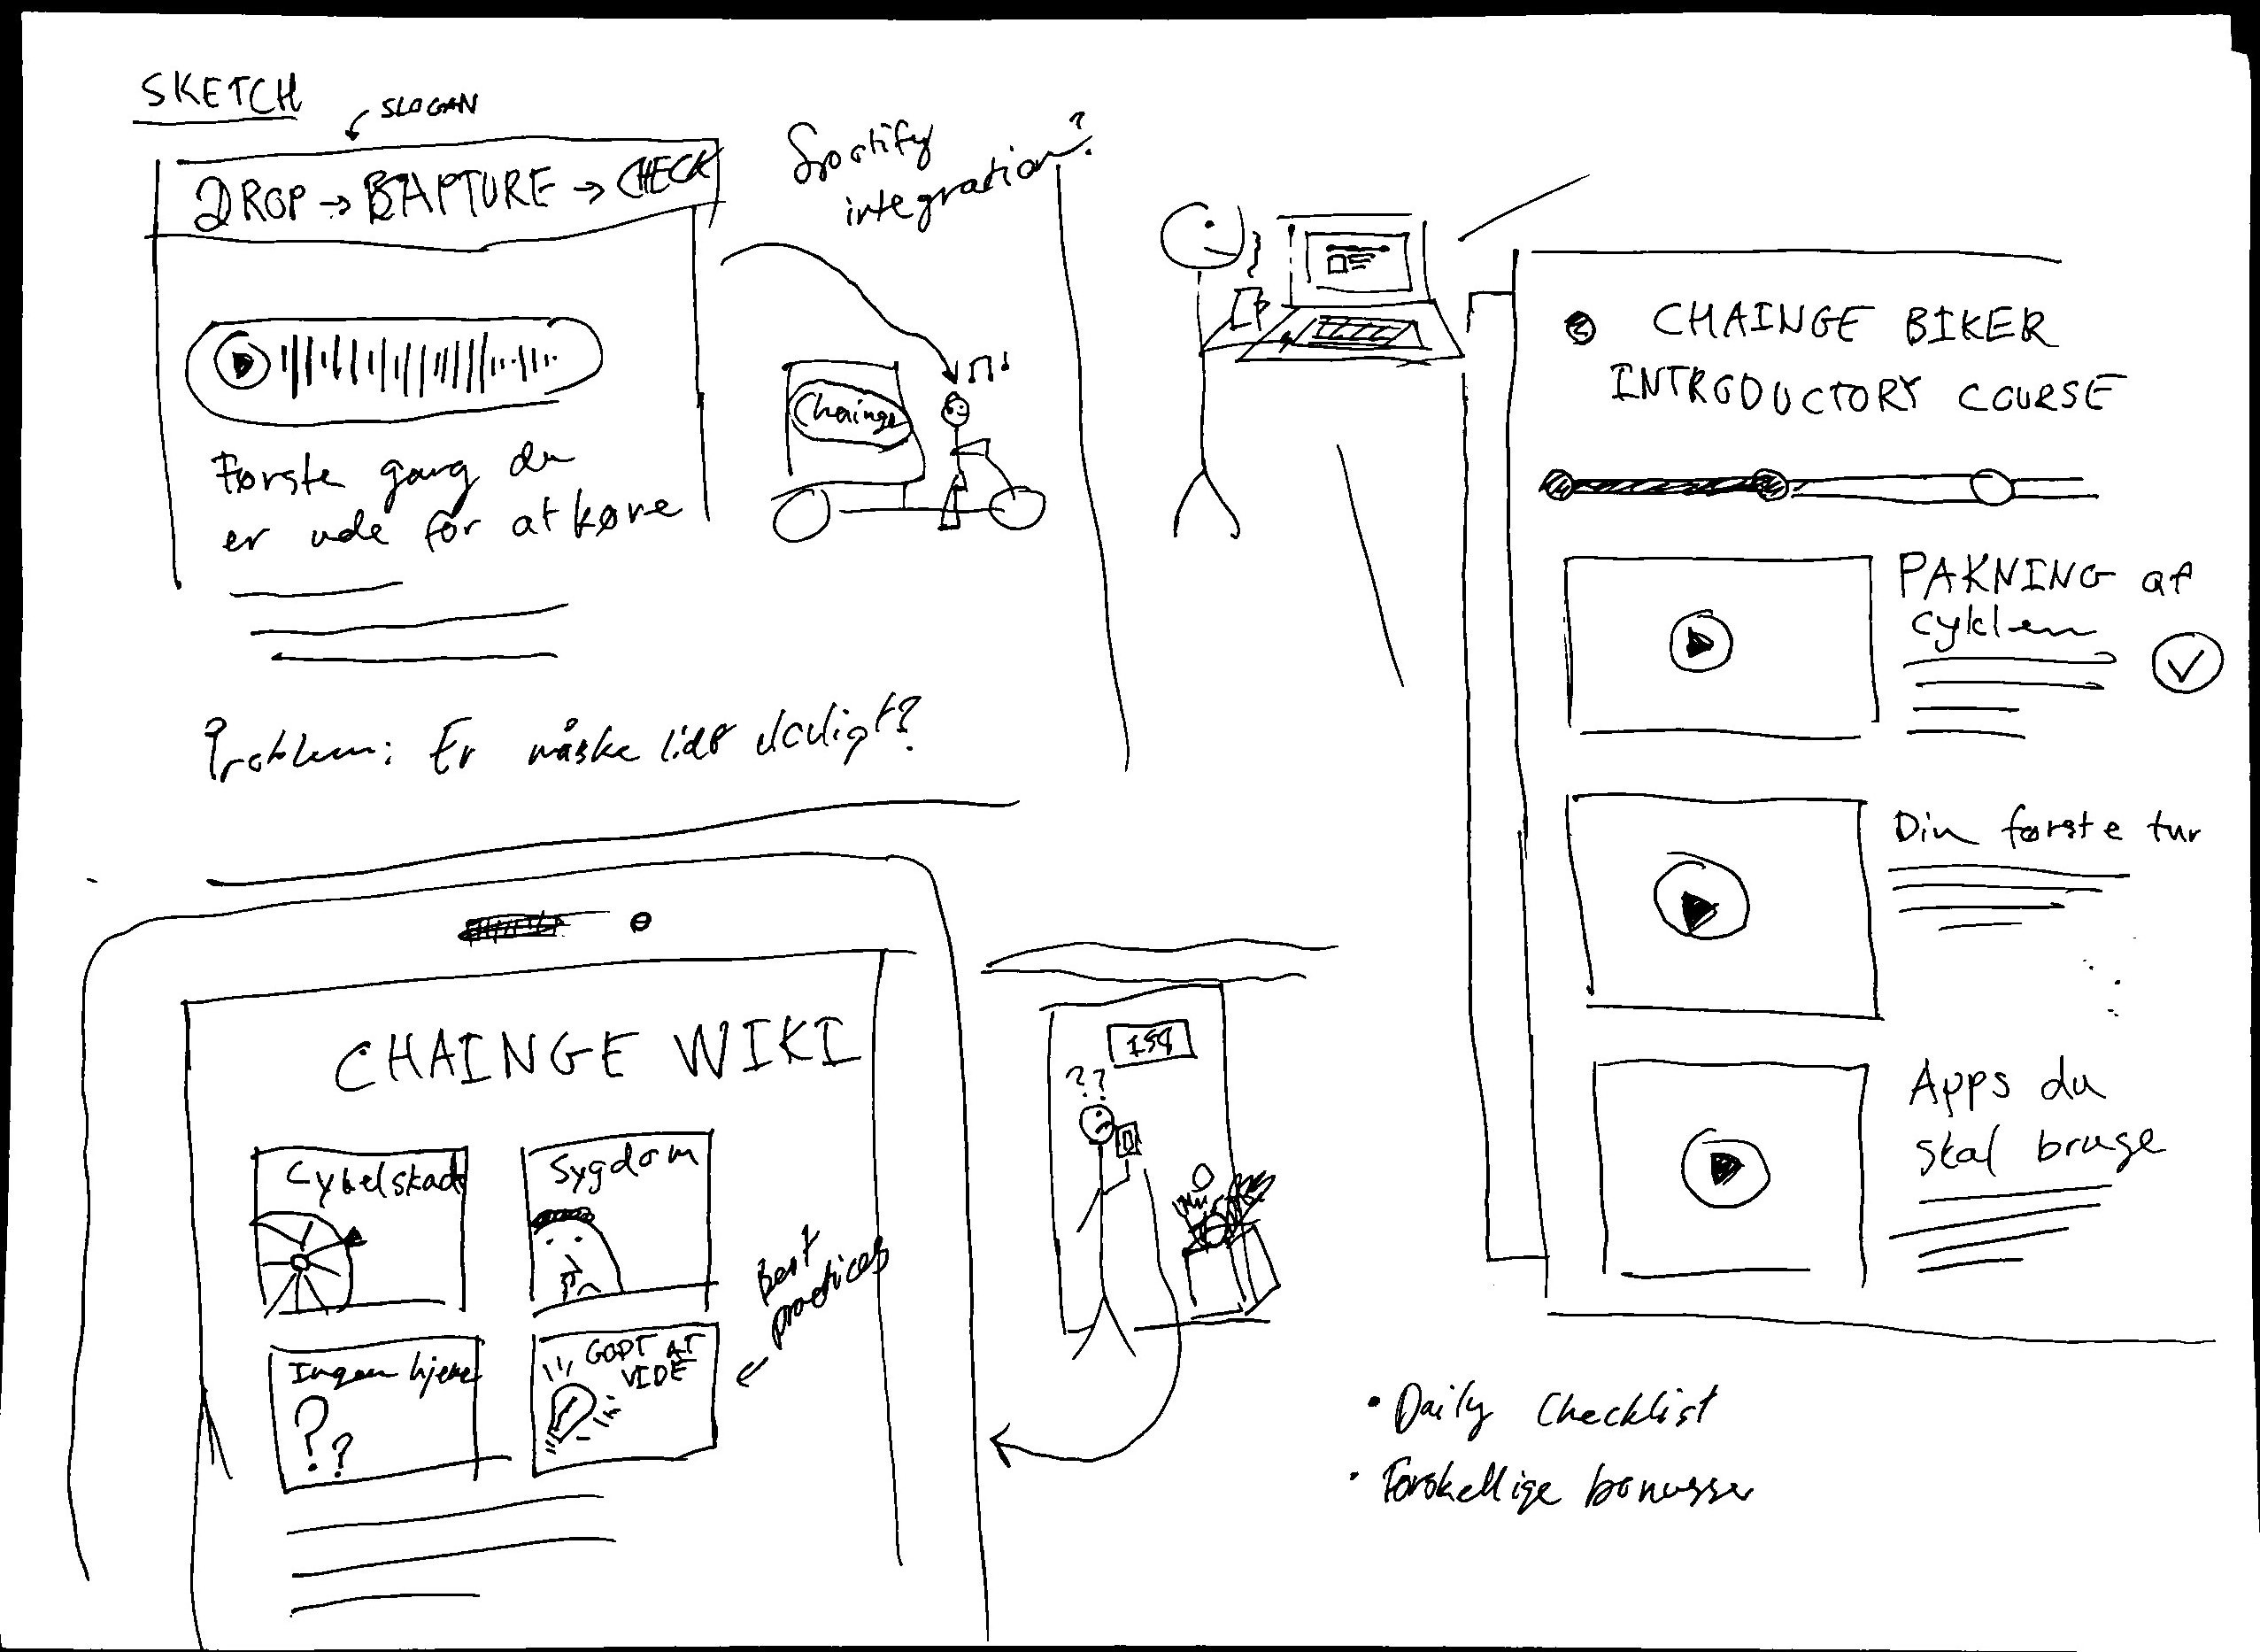 SKETCH
SLOGAN
DROP → BAPTURE → CHECK
Spotify
integration?
Første gang du
er ude for at køre
Chainge
Problem: Er måske lidt dårligt?
CHAINGE BIKER
INTRODUCTORY COURSE
PAKNING af
cyklen
Din første tur
Apps du
skal bruge
CHAINGE WIKI
Cykelskade
Sygdom
Ingen hjemme
??
GODT AT
VIDE
Best
practices
??
• Daily Checklist
• Forskellige bonusser